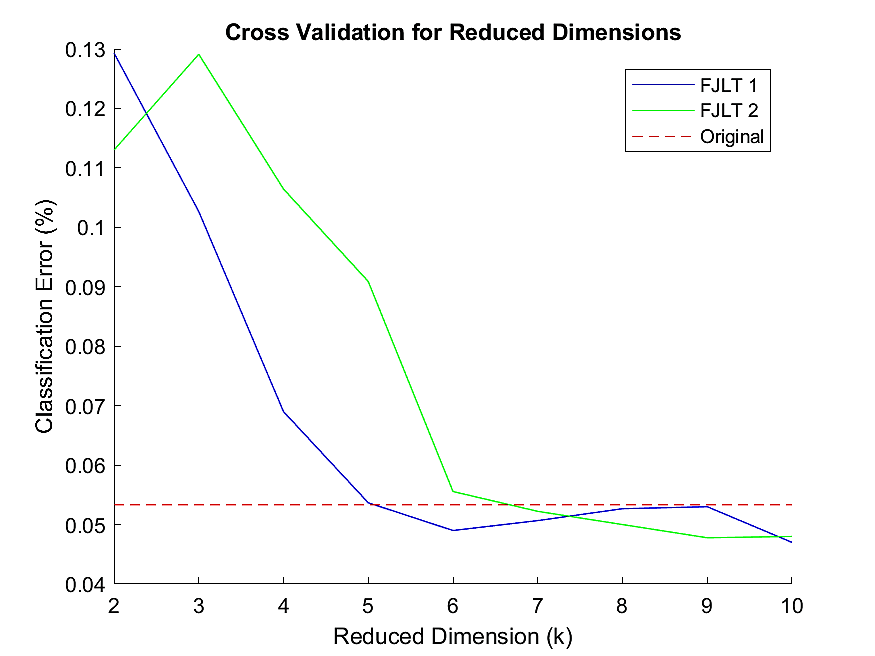 Cross Validation for Reduced Dimensions
FJLT 1
FJLT 2
Original
Classification Error (%)
0.13
0.12
0.11
0.1
0.09
0.08
0.07
0.06
0.05
0.04
2 3 4 5 6 7 8 9 10
Reduced Dimension (k)